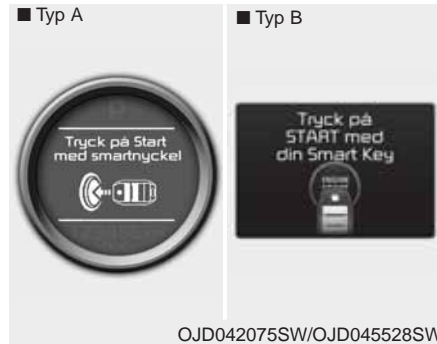 ■ Typ A
Tryck på Start
med smartnyckel
■ Typ B
Tryck på
START med
din Smart Key
OJD042075SW/OJD045528SW